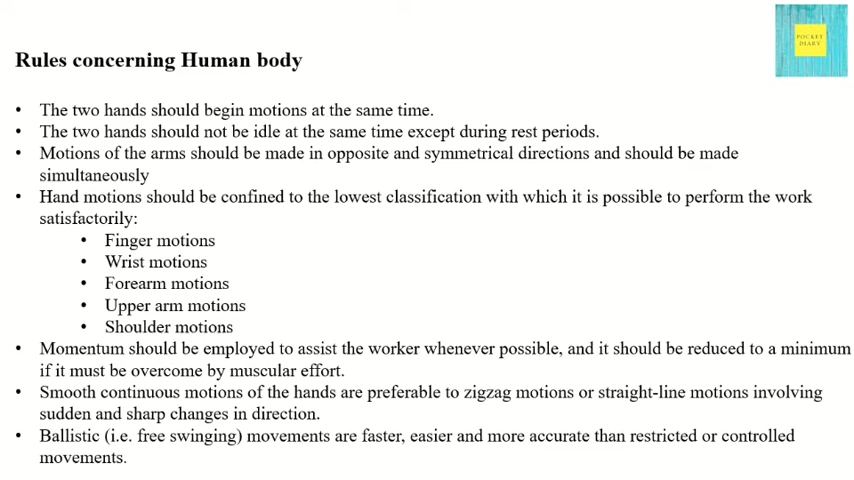 POCKET
DIARY
Rules concerning Human body
• The two hands should begin motions at the same time.
• The two hands should not be idle at the same time except during rest periods.
• Motions of the arms should be made in opposite and symmetrical directions and should be made
simultaneously
• Hand motions should be confined to the lowest classification with which it is possible to perform the work
satisfactorily:
• Finger motions
• Wrist motions
• Forearm motions
• Upper arm motions
• Shoulder motions
• Momentum should be employed to assist the worker whenever possible, and it should be reduced to a minimum
if it must be overcome by muscular effort.
• Smooth continuous motions of the hands are preferable to zigzag motions or straight-line motions involving
sudden and sharp changes in direction.
• Ballistic (i.e. free swinging) movements are faster, easier and more accurate than restricted or controlled
movements.